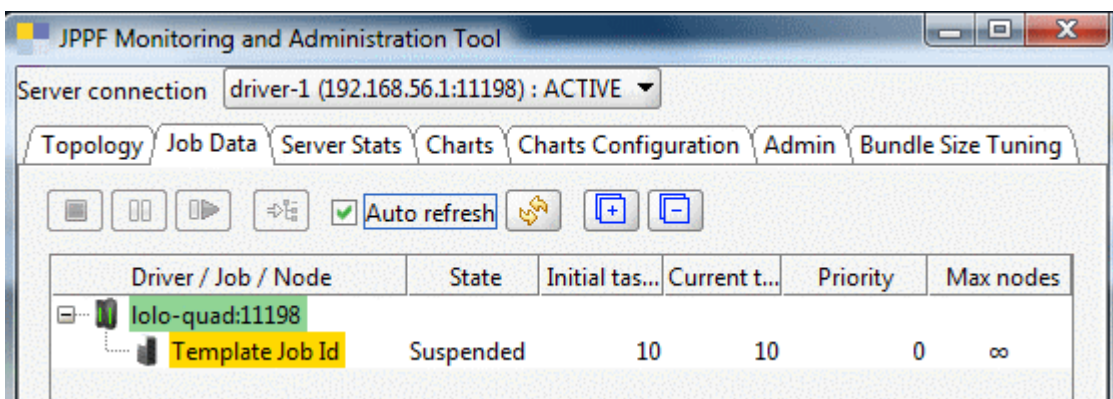 JPPF Monitoring and Administration Tool
Server connection driver-1 (192.168.56.1:11198) : ACTIVE
Topology Job Data Server Stats Charts Charts Configuration Admin Bundle Size Tuning
Auto refresh
Driver / Job / Node State Initial tas... Current t... Priority Max nodes
lolo-quad:11198
Template Job Id Suspended 10 10 0 ∞